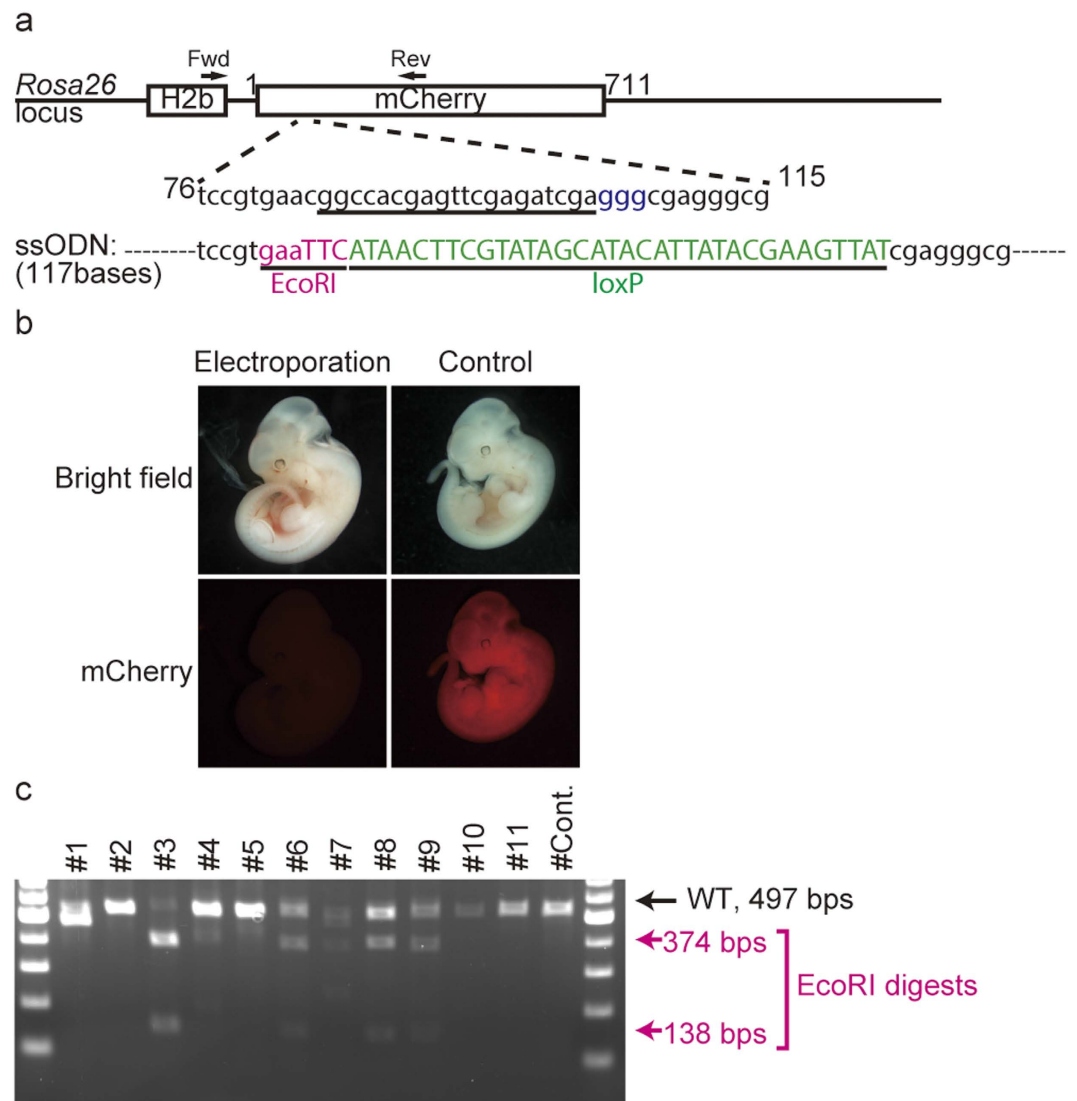 a
Fwd
Rev
Rosa26
locus
H2b
1
mCherry
711
76
tccgtgaacggccacgagttcgagatcgagggcgagggcg
115
ssODN: --------tccgtgaaTTCATAACTTCGTATAGCATACATTATACGAAGTTATcgagggcg------
(117bases)
EcoRI
loxP
b
Electroporation
Control
Bright field
mCherry
c
#1
#2
#3
#4
#5
#6
#7
#8
#9
#10
#11
#Cont.
WT, 497 bps
374 bps
EcoRI digests
138 bps